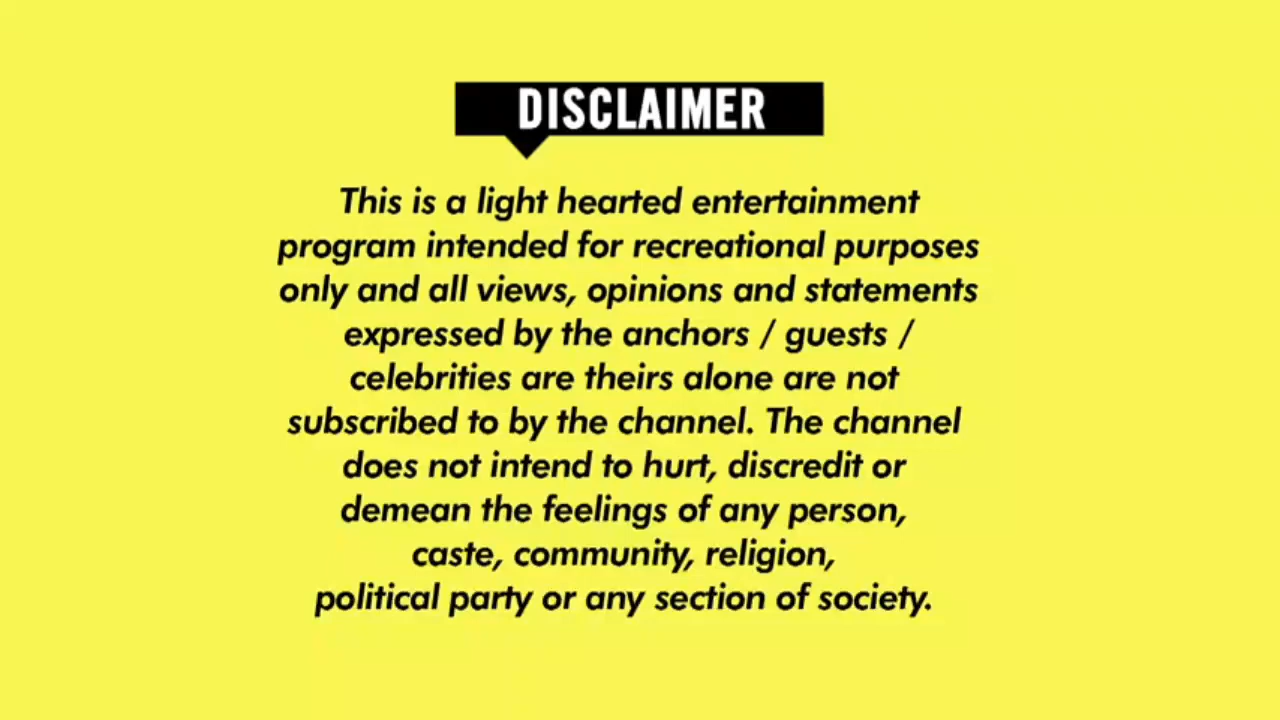 DISCLAIMER
This is a light hearted entertainment
program intended for recreational purposes
only and all views, opinions and statements
expressed by the anchors / guests /
celebrities are theirs alone are not
subscribed to by the channel. The channel
does not intend to hurt, discredit or
demean the feelings of any person,
caste, community, religion,
political party or any section of society.